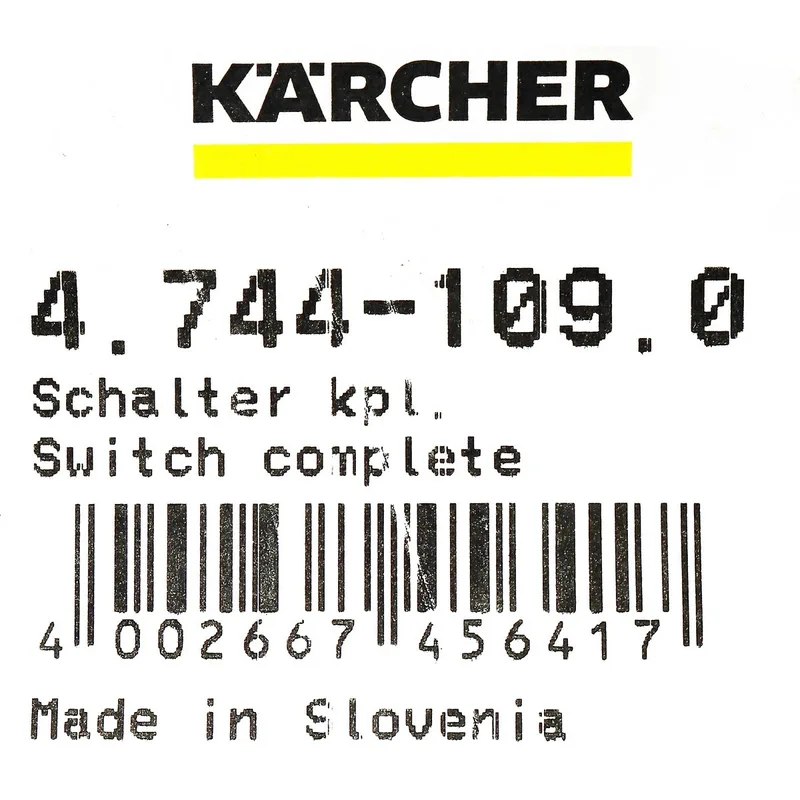 KÄRCHER
4.744-109.0
Schalter kpl.
Switch complete
4 002667 456417
Made in Slovenia